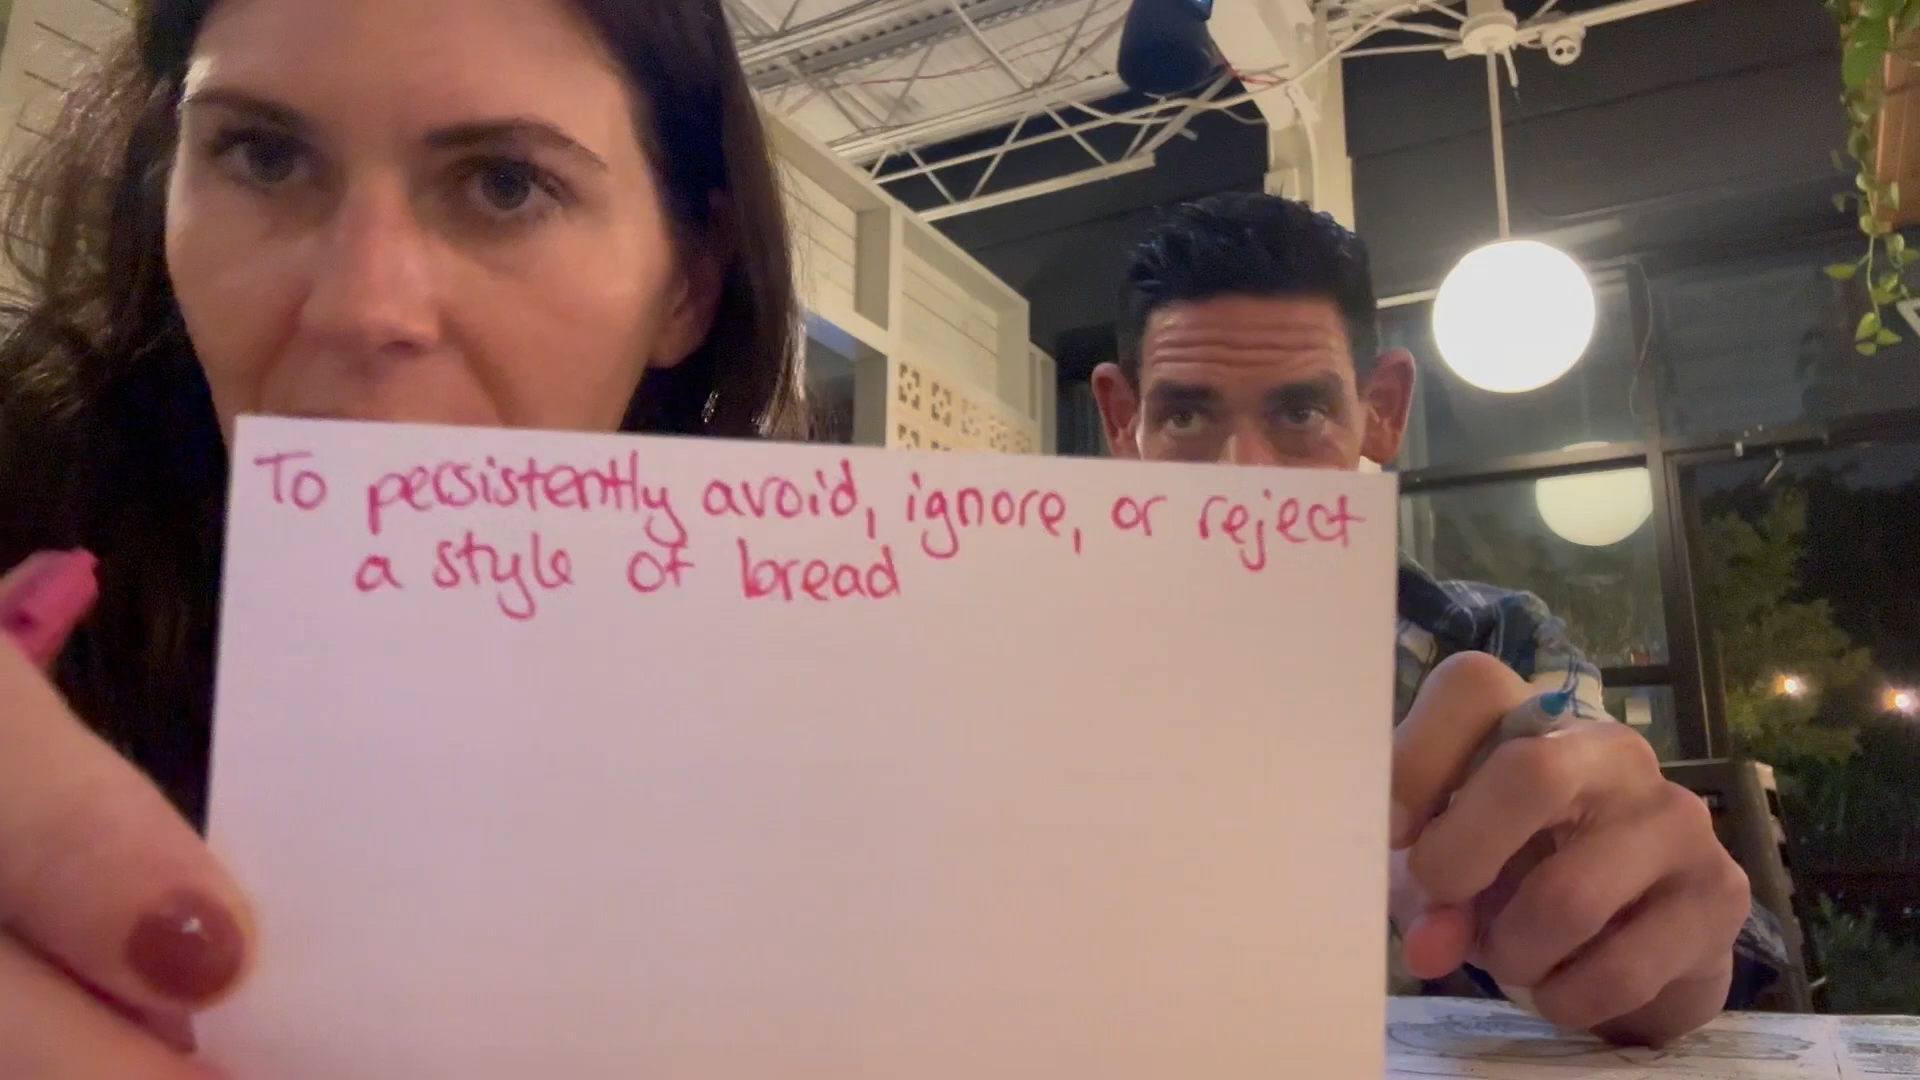 To persistently avoid, ignore, or reject
a style of bread